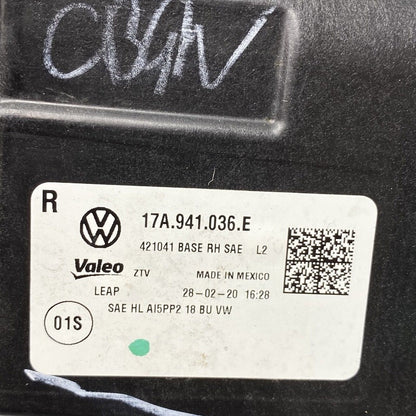 R
17A.941.036.E
421041 BASE RH SAE L2
Valeo ZTV MADE IN MEXICO
LEAP 28-02-20 16:28
SAE HL AI5PP2 18 BU VW
01S